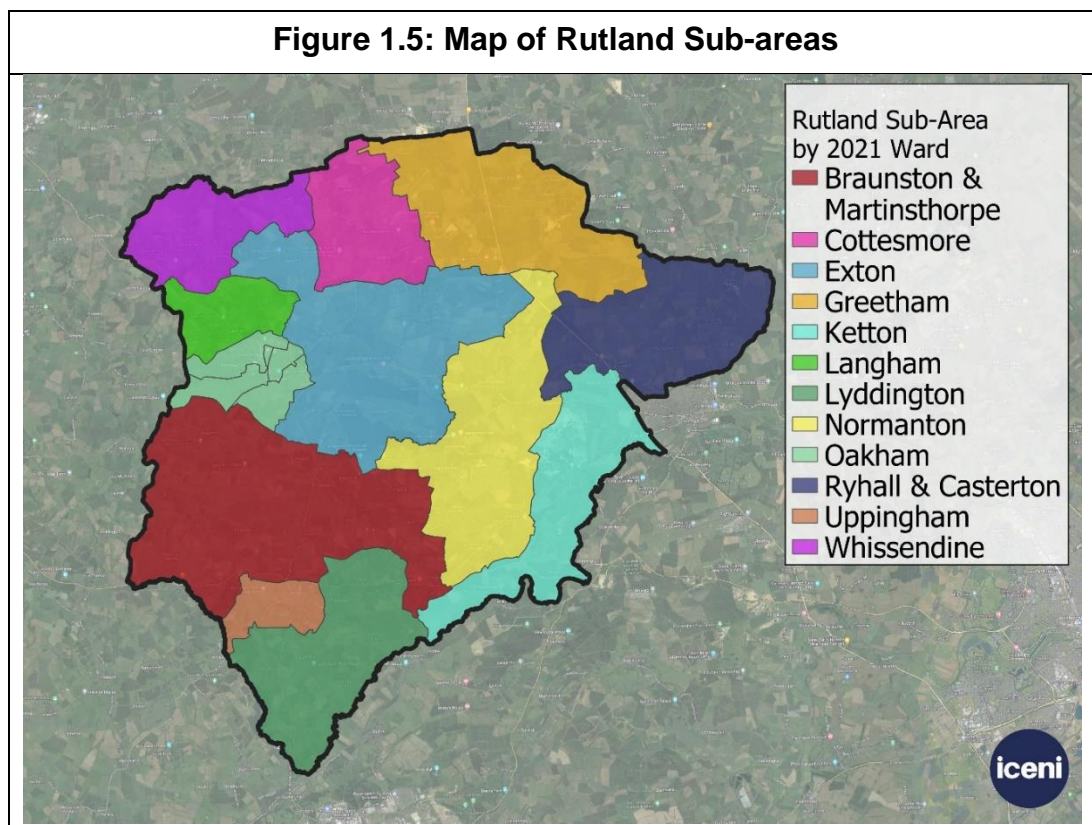 Figure 1.5: Map of Rutland Sub-areas
Rutland Sub-Area
by 2021 Ward
Braunston &
Martinsthorpe
Cottesmore
Exton
Greetham
Ketton
Langham
Lyddington
Normanton
Oakham
Ryhall & Casterton
Uppingham
Whissendine
iceni